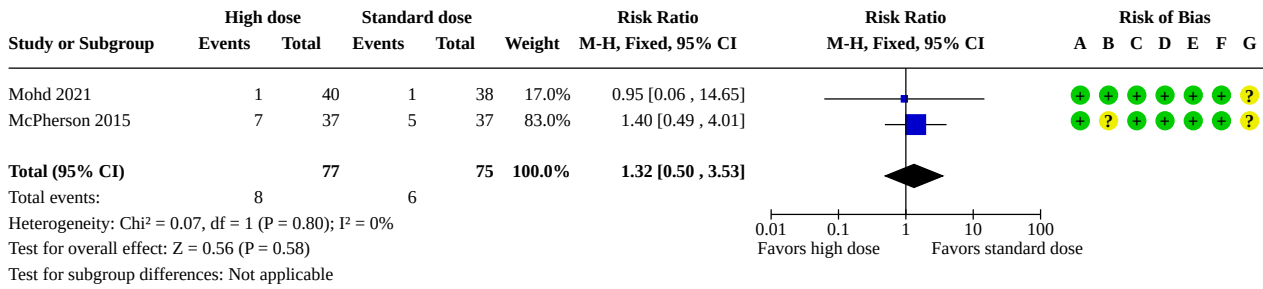 High dose Standard dose Risk Ratio Risk Ratio Risk of Bias
Study or Subgroup Events Total Events Total Weight M-H, Fixed, 95% CI M-H, Fixed, 95% CI A B C D E F G
Mohd 2021 1 40 1 38 17.0% 0.95 [0.06 , 14.65] + + + + + + ?
McPherson 2015 7 37 5 37 83.0% 1.40 [0.49 , 4.01] + ? + + + + ?
Total (95% CI) 77 75 100.0% 1.32 [0.50 , 3.53]
Total events: 8 6
Heterogeneity: Chi² = 0.07, df = 1 (P = 0.80); I² = 0%
0.01 0.1 1 10 100
Test for overall effect: Z = 0.56 (P = 0.58) Favors high dose Favors standard dose
Test for subgroup differences: Not applicable